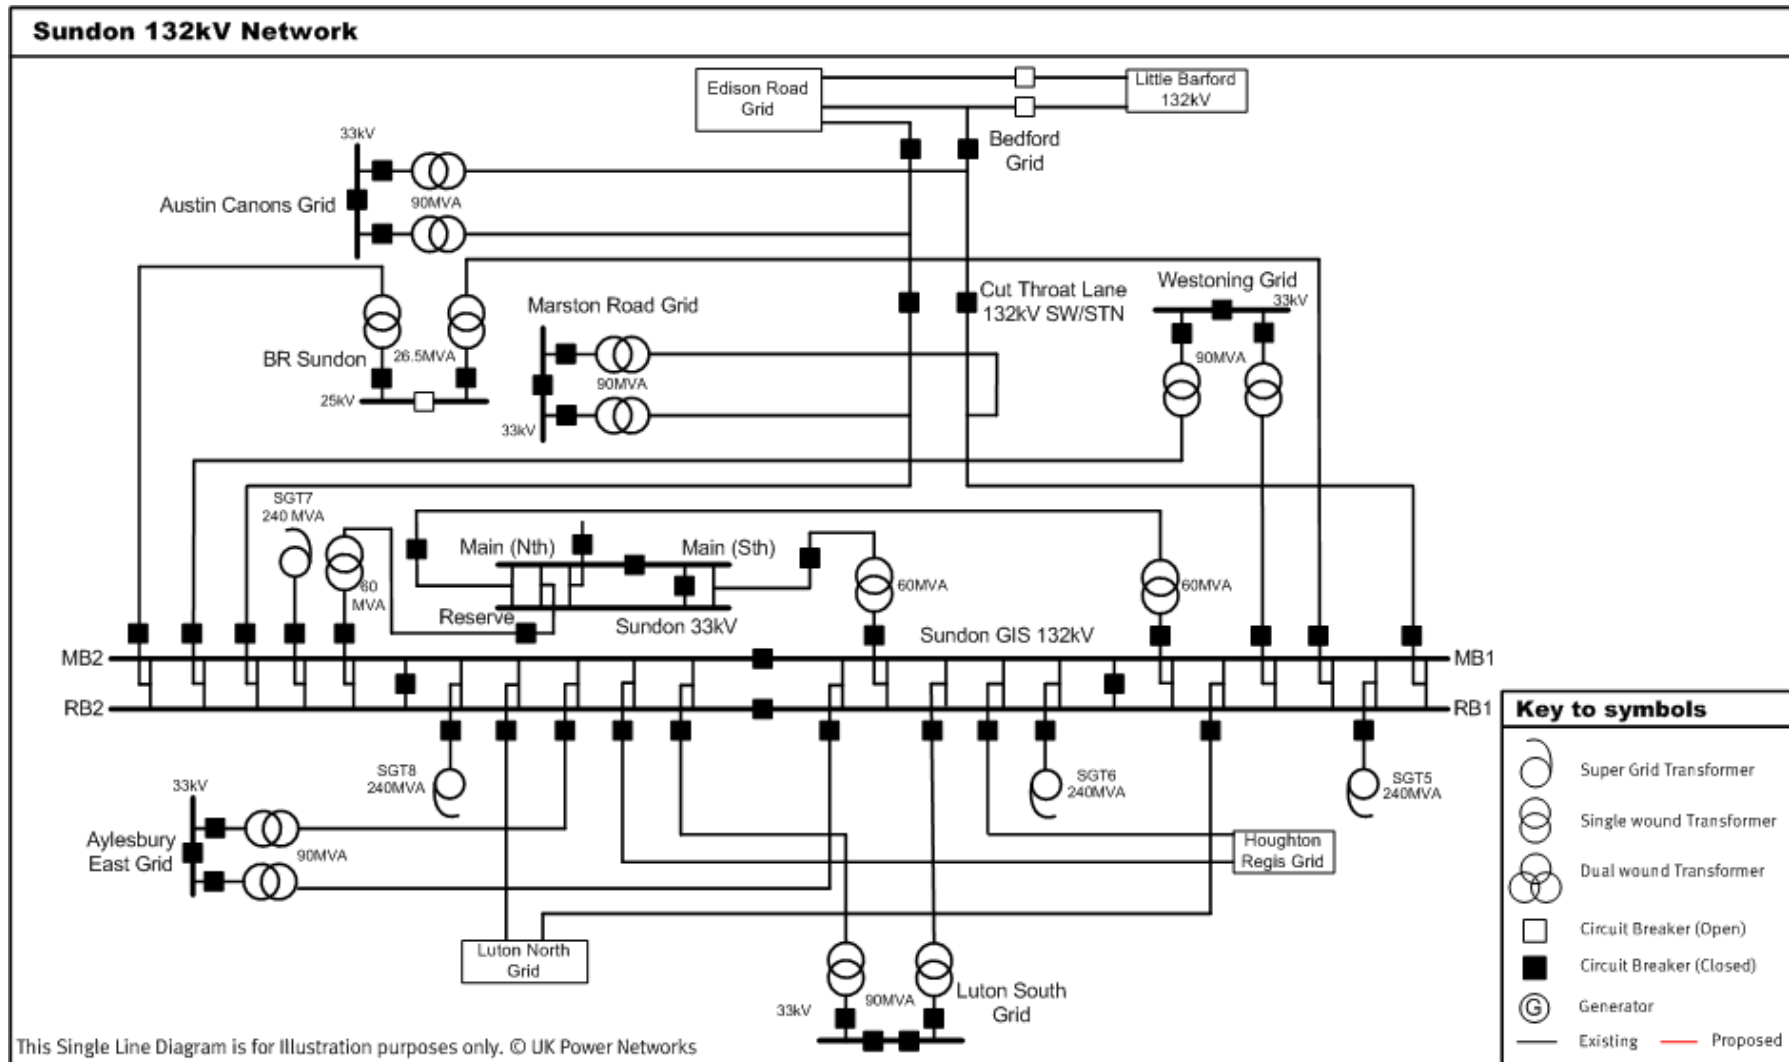 Sundon 132kV Network
Edison Road
Grid
Little Barford
132kV
Bedford
Grid
33kV
Austin Canons Grid
90MVA
Cut Throat Lane
132kV SW/STN
Westoning Grid
33kV
90MVA
Marston Road Grid
90MVA
33kV
BR Sundon
26.5MVA
25kV
SGT7
240 MVA
60
MVA
Main (Nth)
Main (Sth)
Reserve
Sundon 33kV
60MVA
60MVA
Sundon GIS 132kV
MB2
MB1
RB2
RB1
SGT8
240MVA
SGT6
240MVA
SGT5
240MVA
33kV
Aylesbury
East Grid
90MVA
Houghton
Regis Grid
Luton North
Grid
33kV
90MVA
Luton South
Grid
Key to symbols
Super Grid Transformer
Single wound Transformer
Dual wound Transformer
Circuit Breaker (Open)
Circuit Breaker (Closed)
G
Generator
Existing
Proposed
This Single Line Diagram is for Illustration purposes only. © UK Power Networks